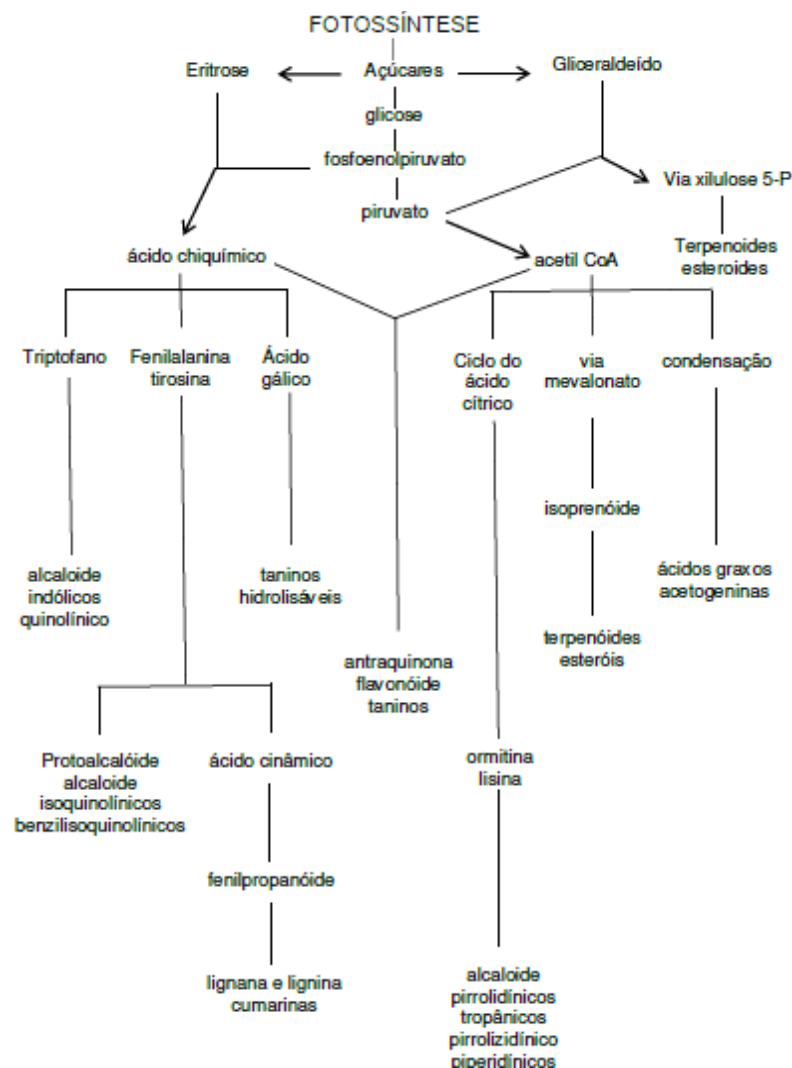 FOTOSSÍNTESE
Eritrose
Açúcares
Gliceraldeído
glicose
fosfoenolpiruvato
Via xilulose 5-P
piruvato
Terpenoides
esteroides
ácido chiquímico
acetil CoA
Triptofano
Fenilalanina
tirosina
Ácido
gálico
Ciclo do
ácido
cítrico
via
mevalonato
condensação
isoprenóide
alcaloide
indólicos
quinolínico
taninos
hidrolisáveis
ácidos graxos
acetogeninas
terpenóides
esteróis
antraquinona
flavonóide
taninos
Protoalcalóide
alcaloide
isoquinolínicos
benzilisoquinolínicos
ácido cinâmico
ormitina
lisina
fenilpropanóide
lignana e lignina
cumarinas
alcaloide
pirrolidínicos
tropânicos
pirrolizidínico
piperidínicos